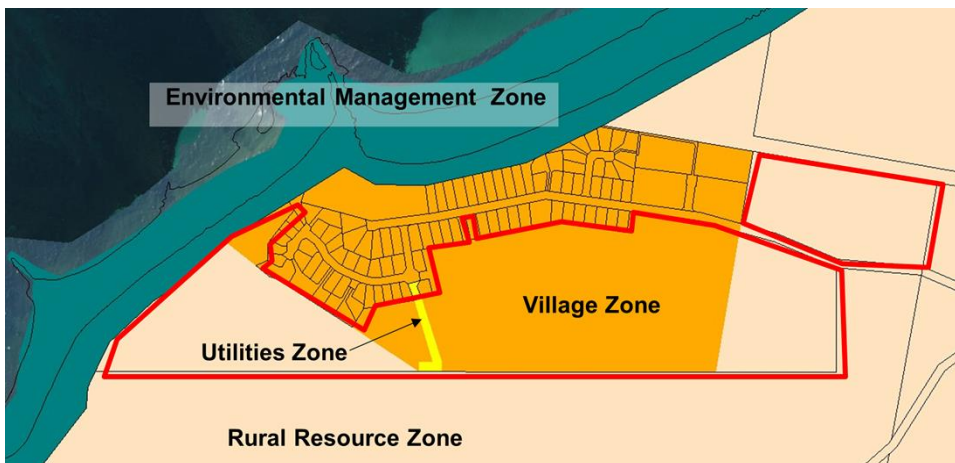 Environmental Management Zone
Village Zone
Utilities Zone
Rural Resource Zone